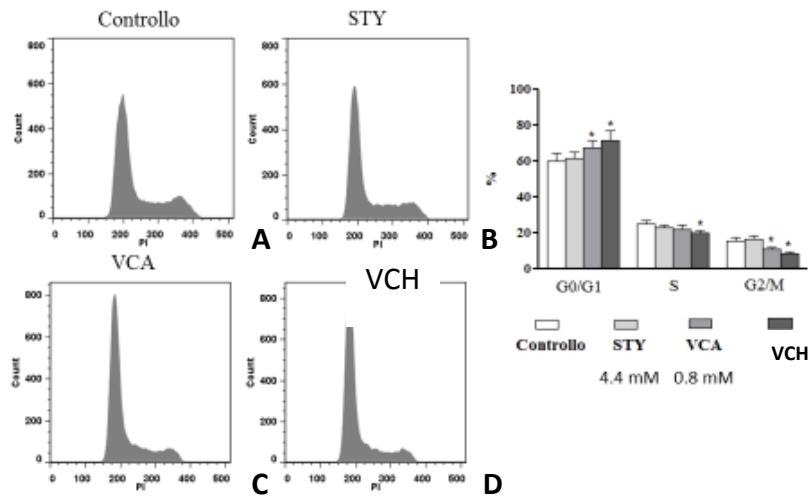 Controllo
STY
800
600
400
200
0
Count
0 100 200 300 400 500
PI
A
800
600
400
200
0
Count
0 100 200 300 400 500
PI
B
100
80
60
40
20
0
%
* *
*
* *
G0/G1 S G2/M
Controllo STY VCA VCH
4.4 mM 0.8 mM
VCA
800
600
400
200
0
Count
0 100 200 300 400 500
PI
C
VCH
800
600
400
200
0
Count
0 100 200 300 400 500
PI
D